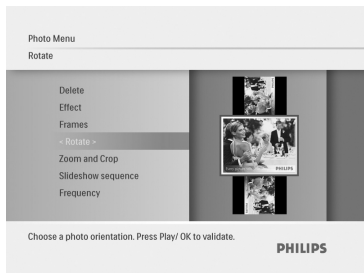 Photo Menu
Rotate
Delete
Effect
Frames
< Rotate >
Zoom and Crop
Slideshow sequence
Frequency
PHILIPS
Choose a photo orientation. Press Play/ OK to validate.
PHILIPS